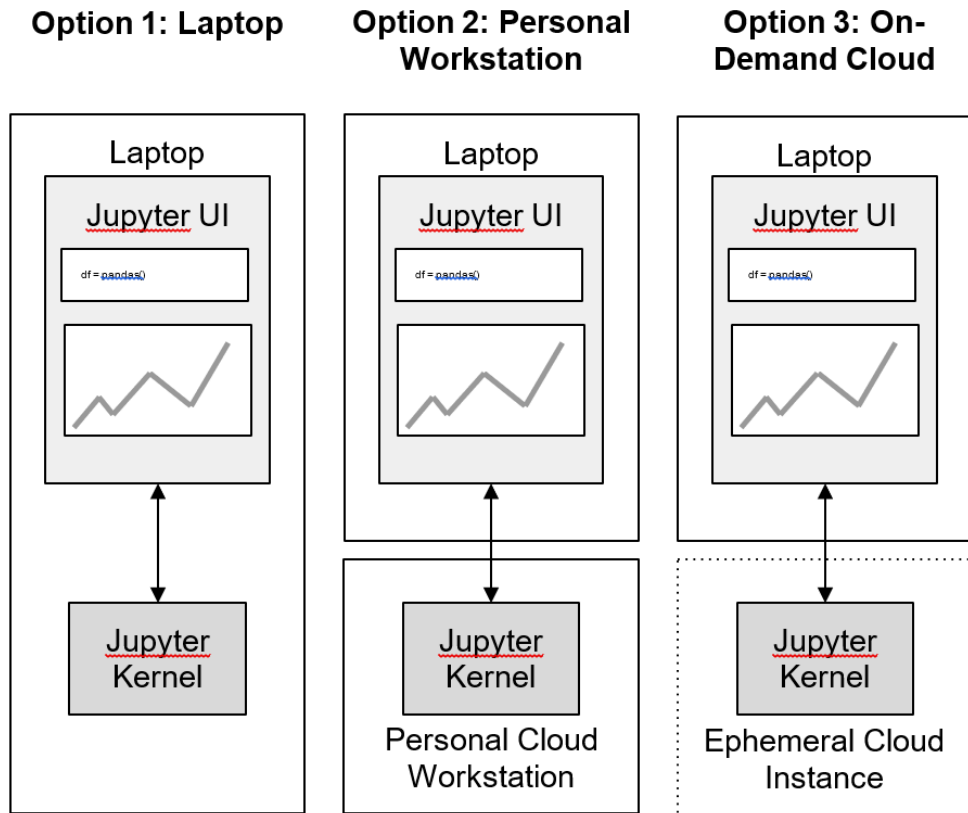 Option 1: Laptop
Laptop
Jupyter UI
df = pandas()
Jupyter
Kernel
Option 2: Personal
Workstation
Laptop
Jupyter UI
df = pandas()
Jupyter
Kernel
Personal Cloud
Workstation
Option 3: On-
Demand Cloud
Laptop
Jupyter UI
df = pandas()
Jupyter
Kernel
Ephemeral Cloud
Instance